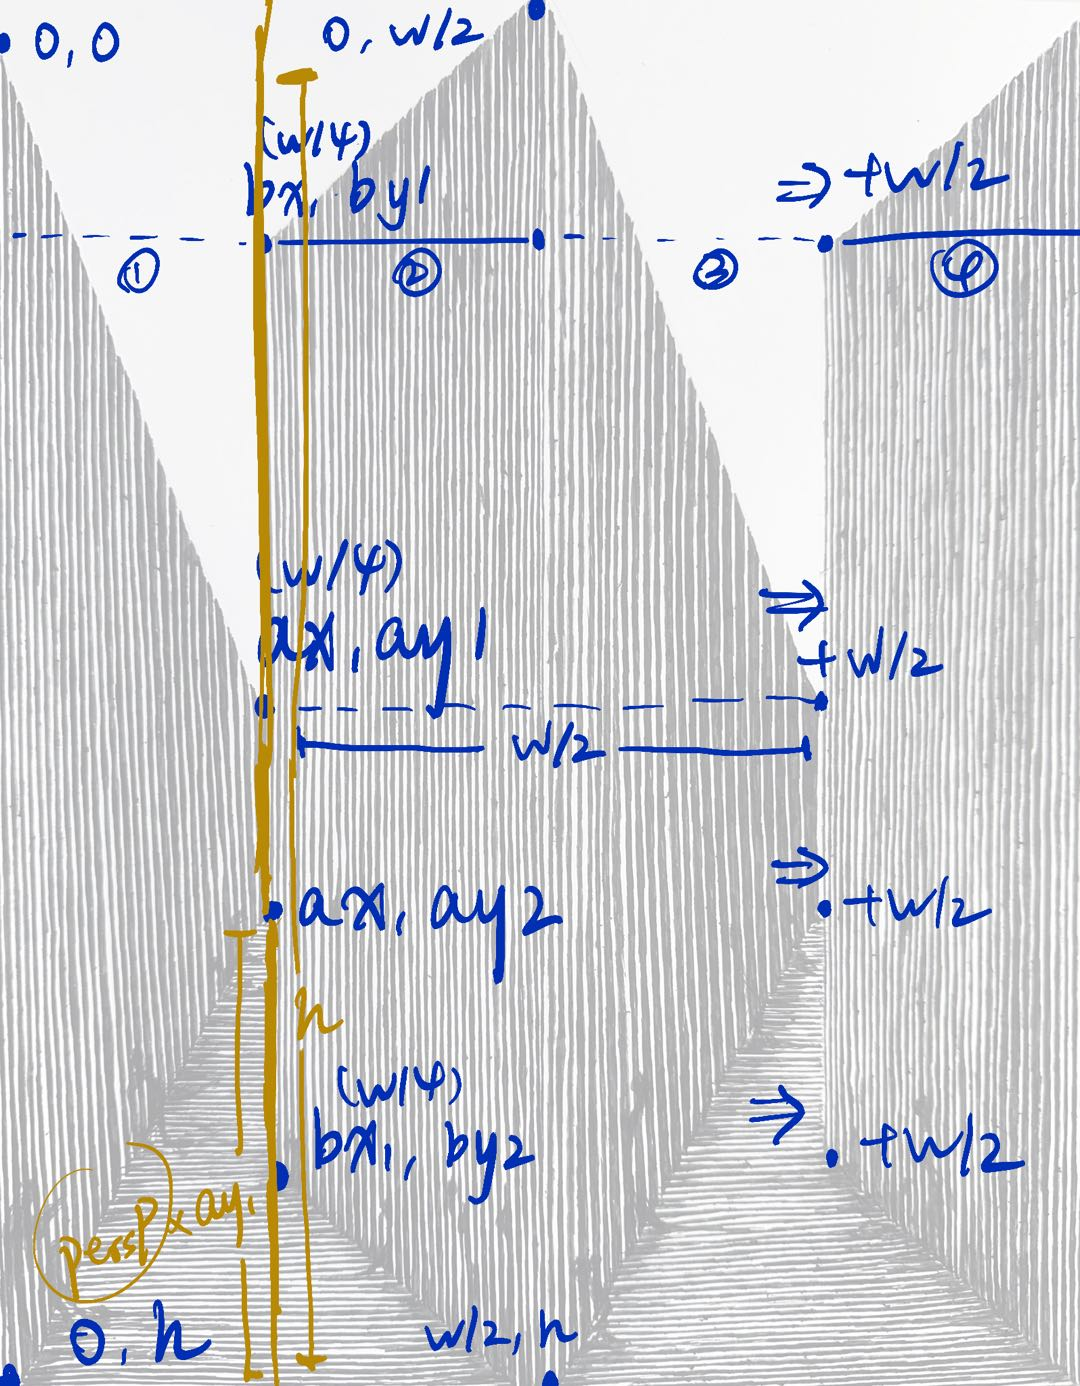 0, 0
0, w/2
(w/4)
bx, by1
⇒ +w/2
① ② ③ ④
(w/4)
ax, ay1
⇒
+ w/2
w/2
ax, ay2
⇒
+w/2
h
(w/4)
bx, by2
⇒
+w/2
persp x ay1
0, h
w/2, h